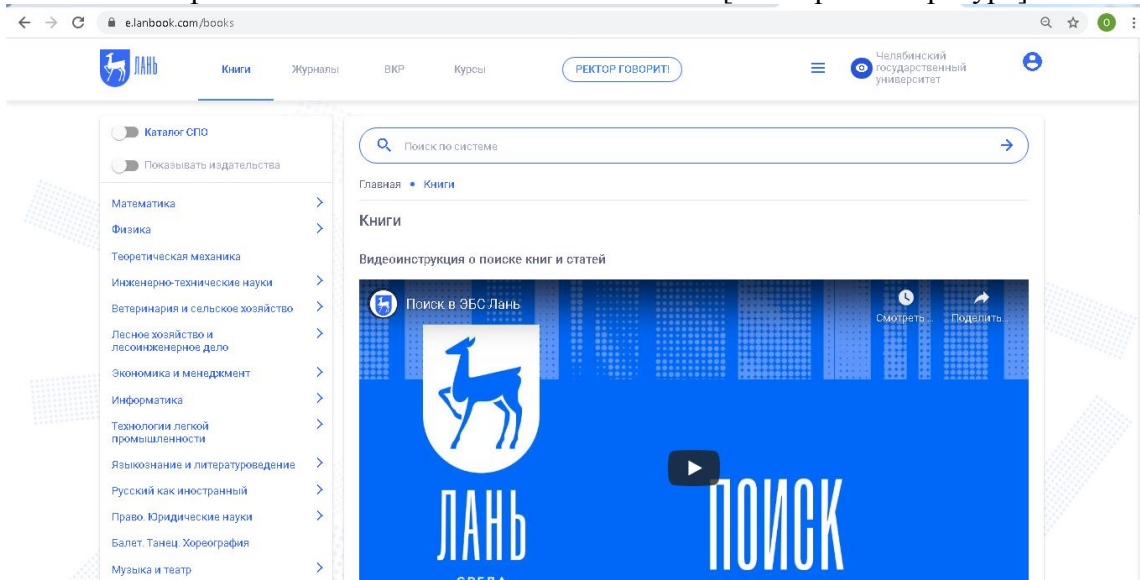 e.lanbook.com/books
О
ЛАНЬ
Книги
Журналы
ВКР
Курсы
РЕКТОР ГОВОРИТ!
Челябинский
государственный
университет
Каталог СПО
Показывать издательства
Математика
Физика
Теоретическая механика
Инженерно-технические науки
Ветеринария и сельское хозяйство
Лесное хозяйство и
лесоинженерное дело
Экономика и менеджмент
Информатика
Технологии легкой
промышленности
Языкознание и литературоведение
Русский как иностранный
Право. Юридические науки
Балет. Танец. Хореография
Музыка и театр
Поиск по системе
Главная • Книги
Книги
Видеоинструкция о поиске книг и статей
Поиск в ЭБС Лань
Смотреть...
Поделить...
ЛАНЬ
ПОИСК